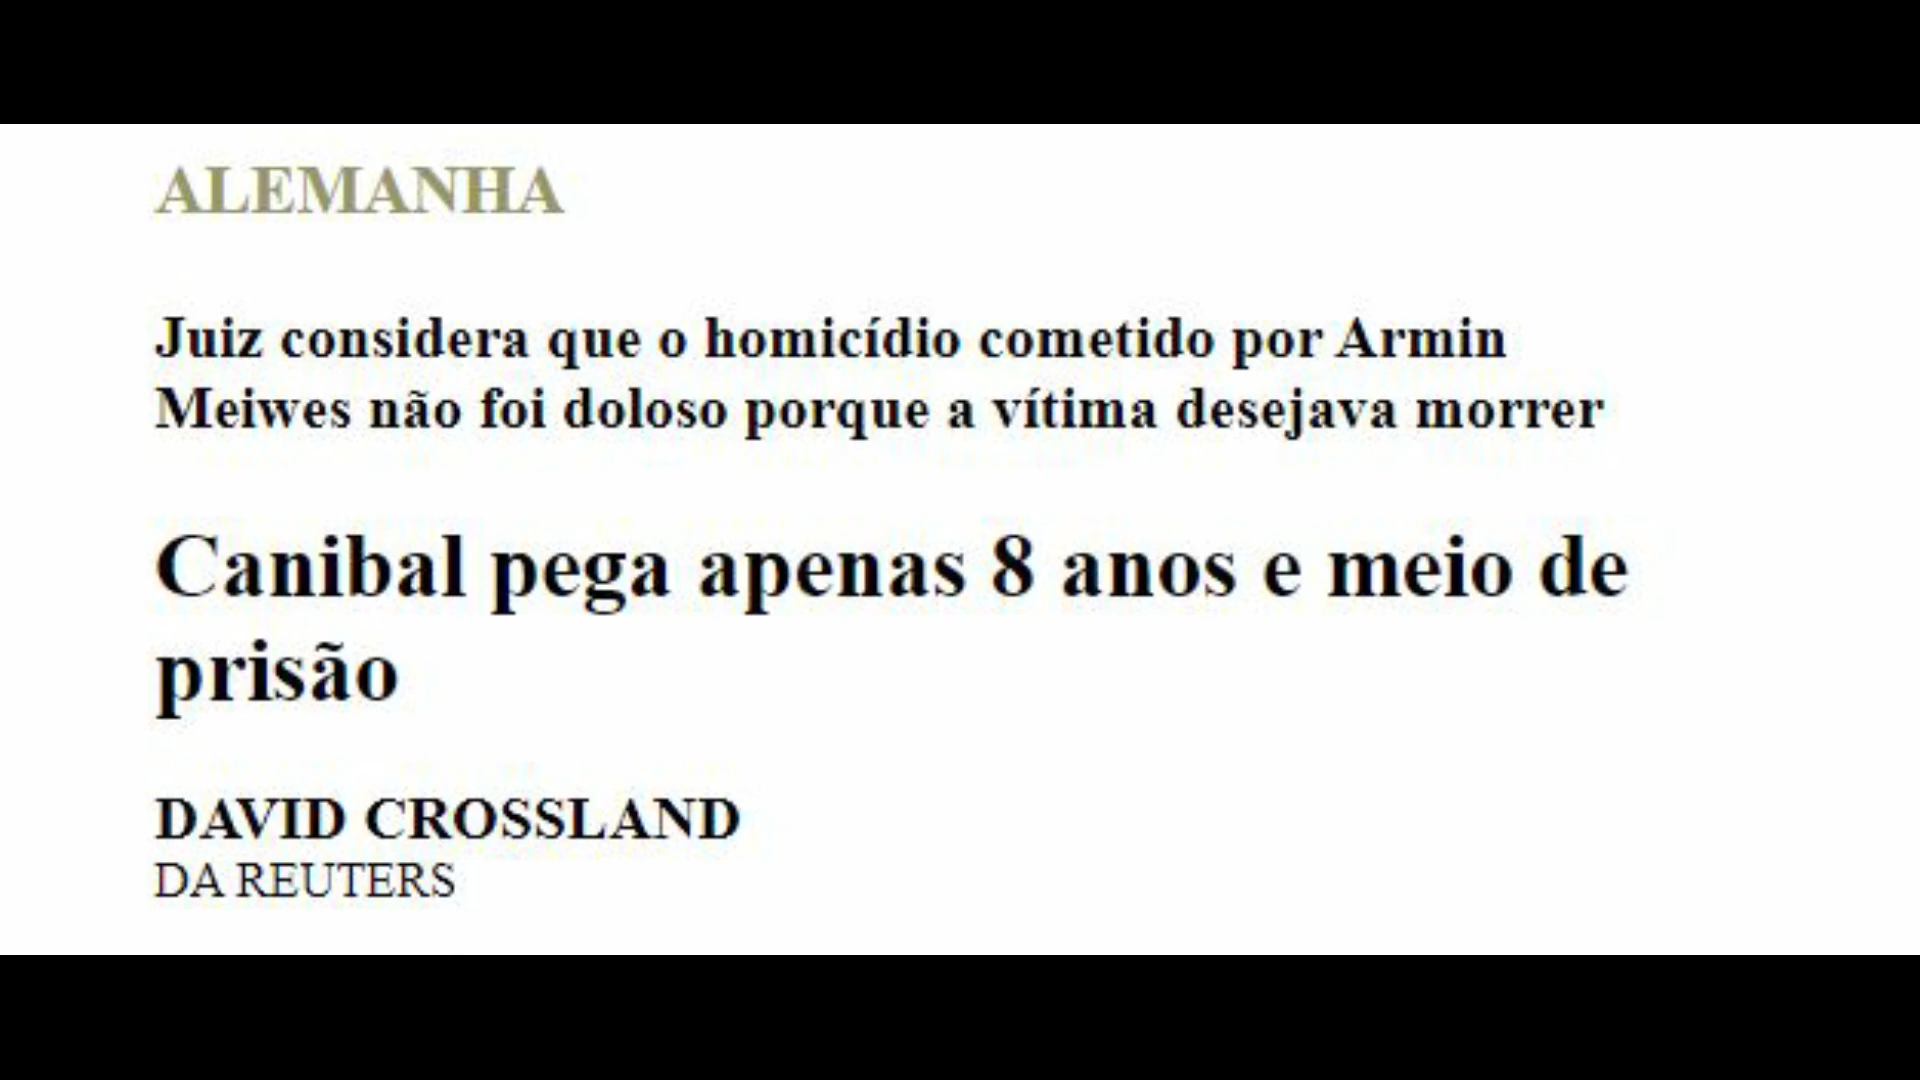 ALEMANHA
Juiz considera que o homicídio cometido por Armin
Meiwes não foi doloso porque a vítima desejava morrer
Canibal pega apenas 8 anos e meio de
prisão
DAVID CROSSLAND
DA REUTERS